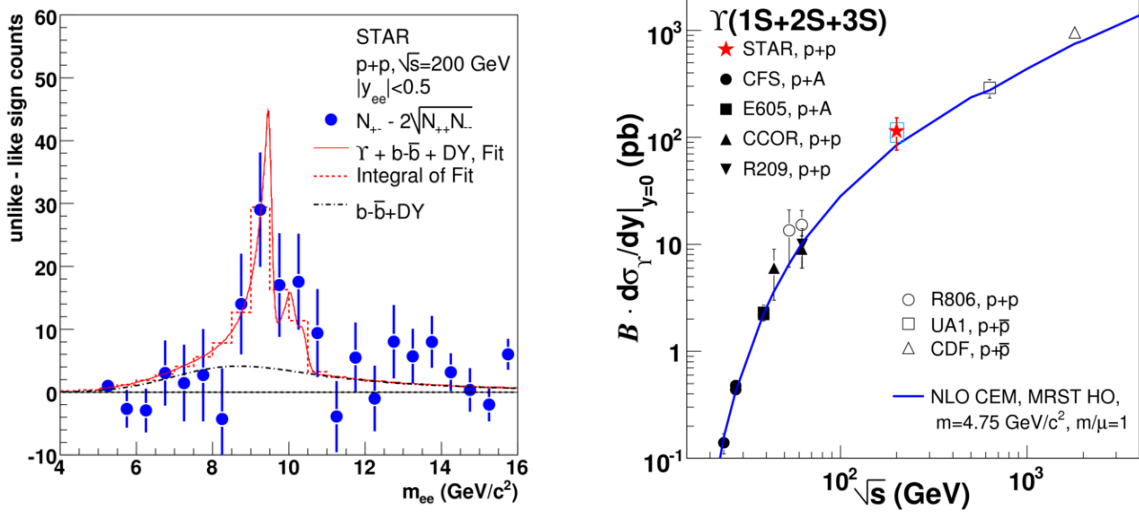 60
50
40
30
20
10
0
-10
4
6
8
10
12
14
16
unlike - like sign counts
m_ee (GeV/c²)
STAR
p+p,√s=200 GeV
|y_ee|<0.5
N₊₋ - 2√N₊₊N₋₋
ϒ + b-b̅ + DY, Fit
Integral of Fit
b-b̅+DY
10³
10²
10
1
10⁻¹
10²
10³
B · dσ_ϒ/dy|_y=0 (pb)
√s (GeV)
ϒ(1S+2S+3S)
STAR, p+p
CFS, p+A
E605, p+A
CCOR, p+p
R209, p+p
R806, p+p
UA1, p+p̅
CDF, p+p̅
NLO CEM, MRST HO,
m=4.75 GeV/c², m/μ=1